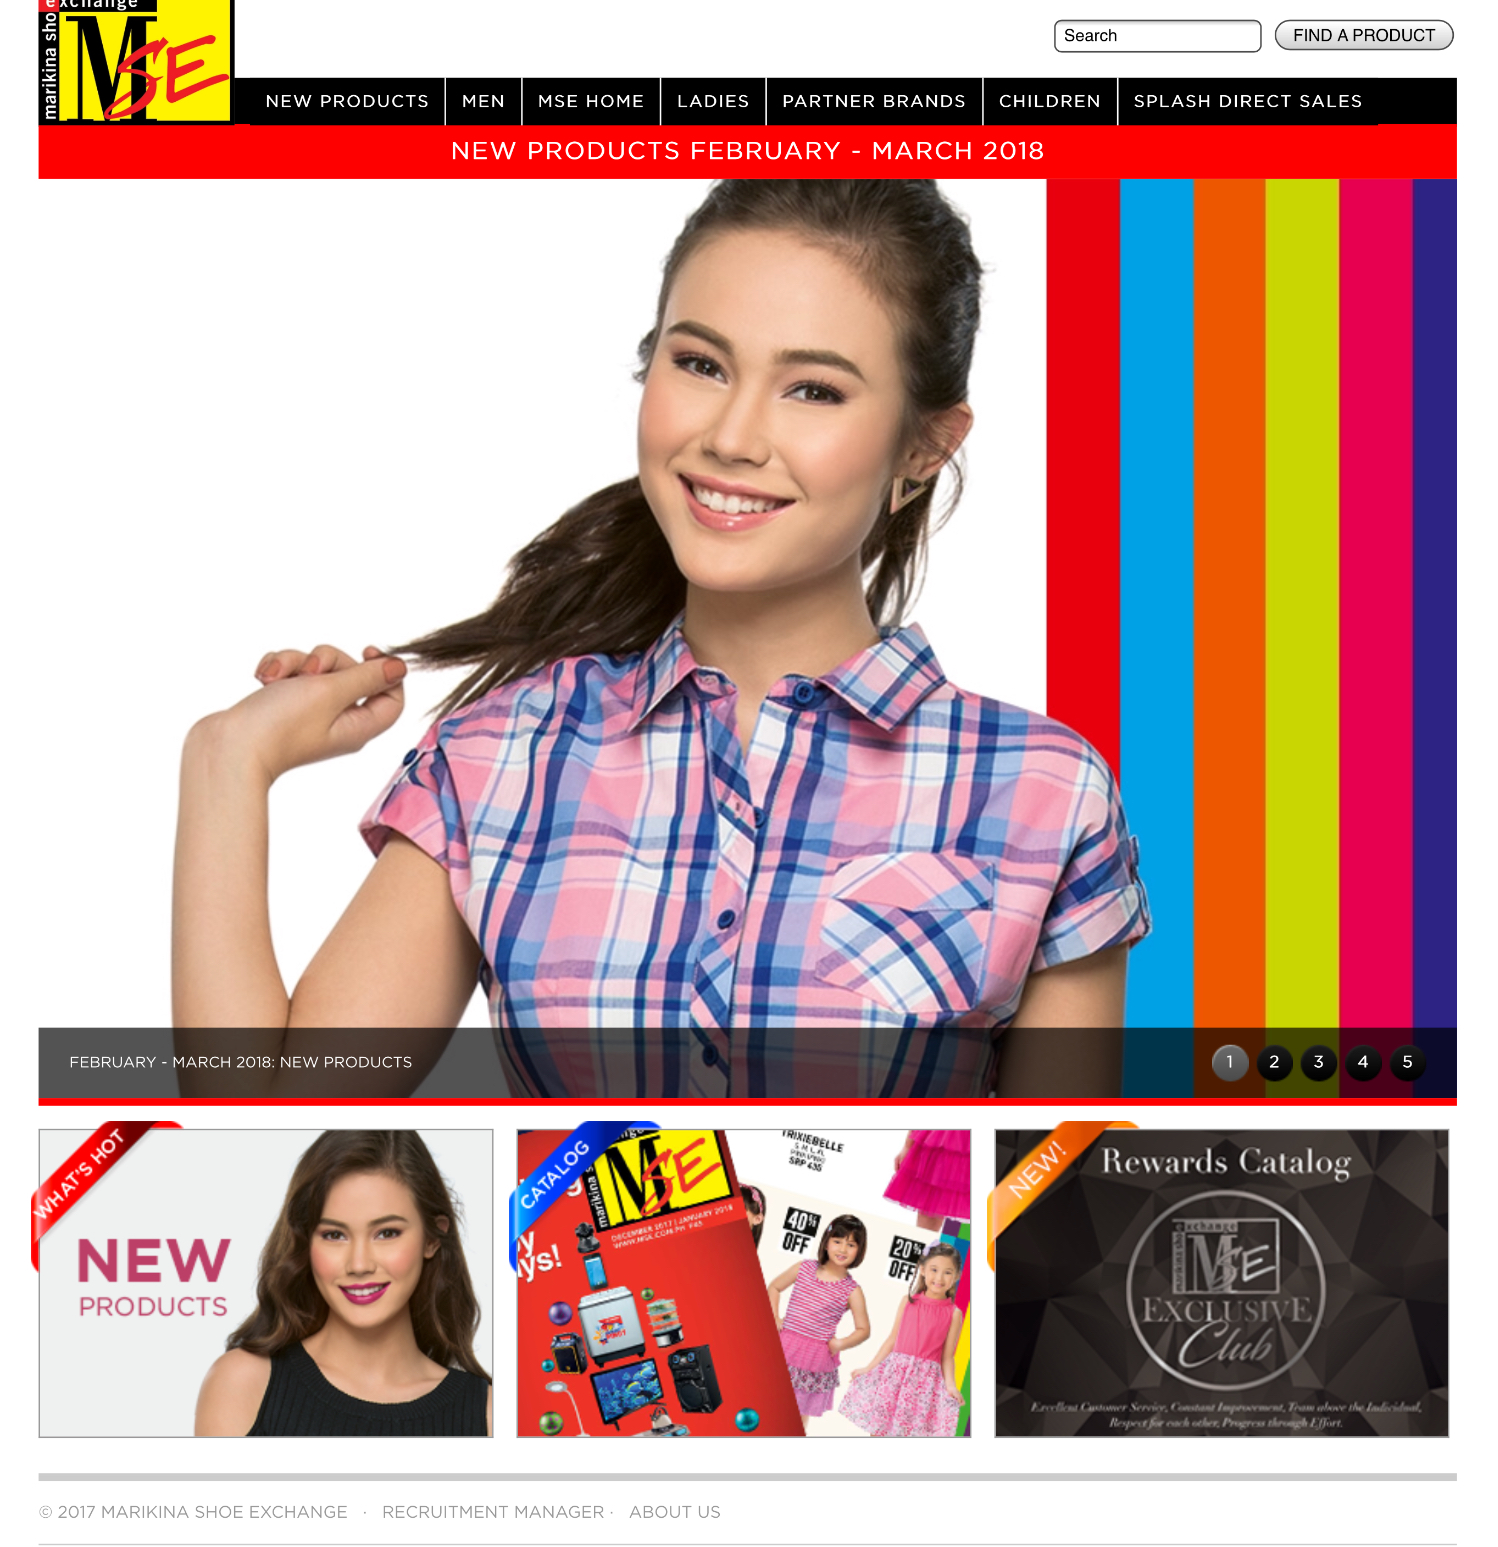 exchange
marikina shoe
MSE
Search
FIND A PRODUCT
NEW PRODUCTS
MEN
MSE HOME
LADIES
PARTNER BRANDS
CHILDREN
SPLASH DIRECT SALES
NEW PRODUCTS FEBRUARY - MARCH 2018
FEBRUARY - MARCH 2018: NEW PRODUCTS
1 2 3 4 5
WHAT'S HOT
NEW
PRODUCTS
CATALOG
marikina
MSE
DECEMBER 2017 | JANUARY 2018
WWW.MSE.COM.PH P45
ys!
TRIXIEBELLE
S, M, L, XL
SRP 435
40%
OFF
20%
OFF
NEW!
Rewards Catalog
exchange
MSE
EXCLUSIVE
Club
Excellent Customer Service, Constant Improvement, Team above the Individual,
Respect for each other, Progress through Effort.
© 2017 MARIKINA SHOE EXCHANGE · RECRUITMENT MANAGER · ABOUT US